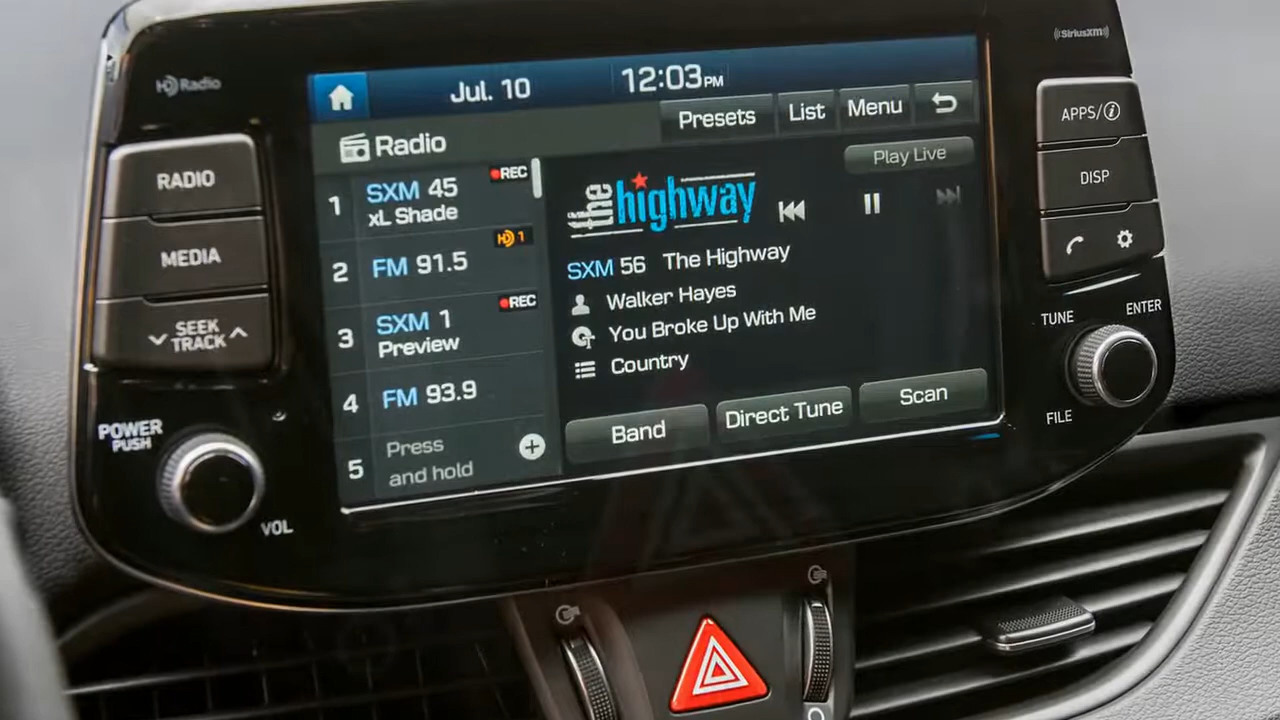 HD Radio
((SiriusXM))
Jul. 10
12:03PM
Radio
Presets
List
Menu
1
SXM 45
xL Shade
REC
2
FM 91.5
HD 1
3
SXM 1
Preview
REC
4
FM 93.9
5
Press
and hold
Play Live
the highway
SXM 56 The Highway
Walker Hayes
You Broke Up With Me
Country
Band
Direct Tune
Scan
RADIO
MEDIA
SEEK
TRACK
POWER
PUSH
VOL
APPS/i
DISP
TUNE
ENTER
FILE